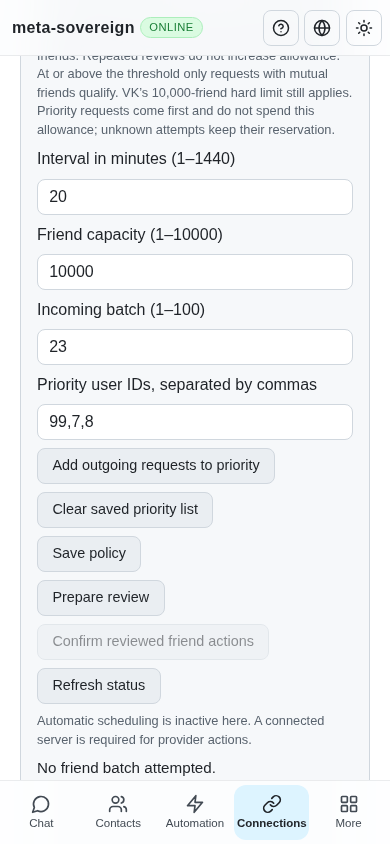 meta-sovereign ONLINE
friends. Repeated reviews do not increase allowance.
At or above the threshold only requests with mutual
friends qualify. VK's 10,000-friend hard limit still applies.
Priority requests come first and do not spend this
allowance; unknown attempts keep their reservation.
Interval in minutes (1–1440)
20
Friend capacity (1–10000)
10000
Incoming batch (1–100)
23
Priority user IDs, separated by commas
99,7,8
Add outgoing requests to priority
Clear saved priority list
Save policy
Prepare review
Confirm reviewed friend actions
Refresh status
Automatic scheduling is inactive here. A connected
server is required for provider actions.
No friend batch attempted.
Chat Contacts Automation Connections More